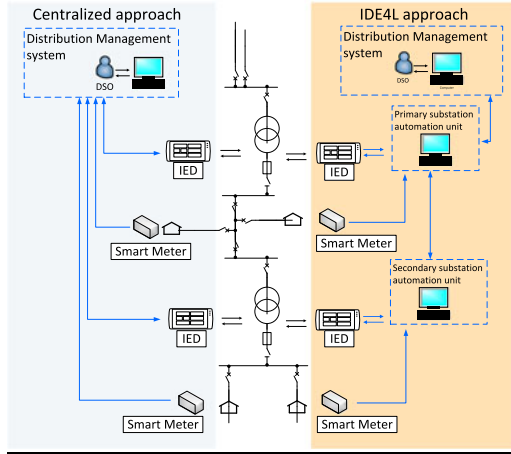 Centralized approach
Distribution Management
system
DSO
IED
Smart Meter
IED
Smart Meter
IDE4L approach
Distribution Management
system
DSO
Computer
Primary substation
automation unit
IED
Smart Meter
Secondary substation
automation unit
IED
Smart Meter